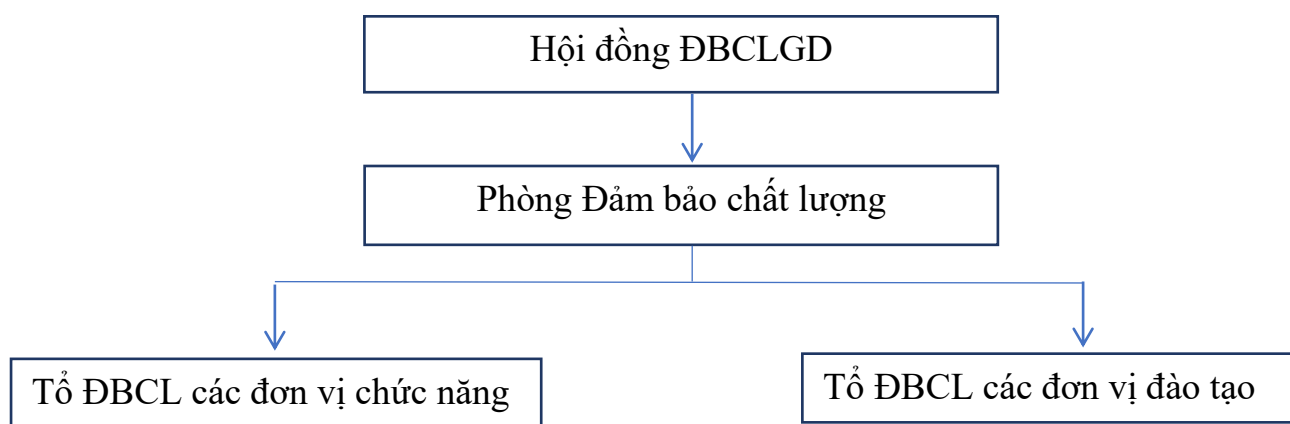 Hội đồng ĐBCLGD
Phòng Đảm bảo chất lượng
Tổ ĐBCL các đơn vị chức năng
Tổ ĐBCL các đơn vị đào tạo